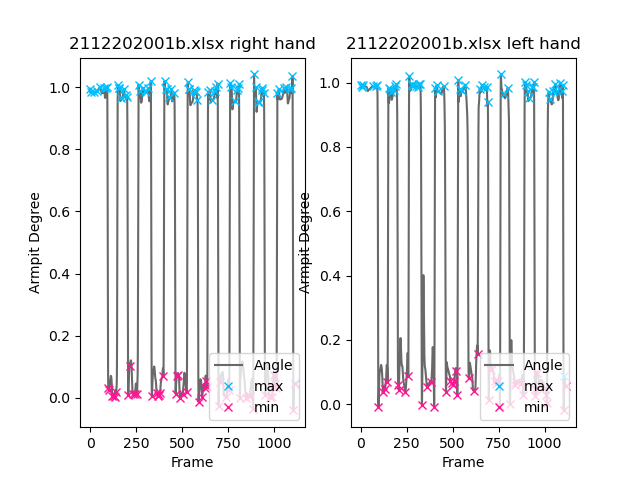 2112202001b.xlsx right hand
1.0
0.8
0.6
0.4
0.2
0.0
Armpit Degree
0 250 500 750 1000
Frame
Angle
max
min
2112202001b.xlsx left hand
1.0
0.8
0.6
0.4
0.2
0.0
Armpit Degree
0 250 500 750 1000
Frame
Angle
max
min